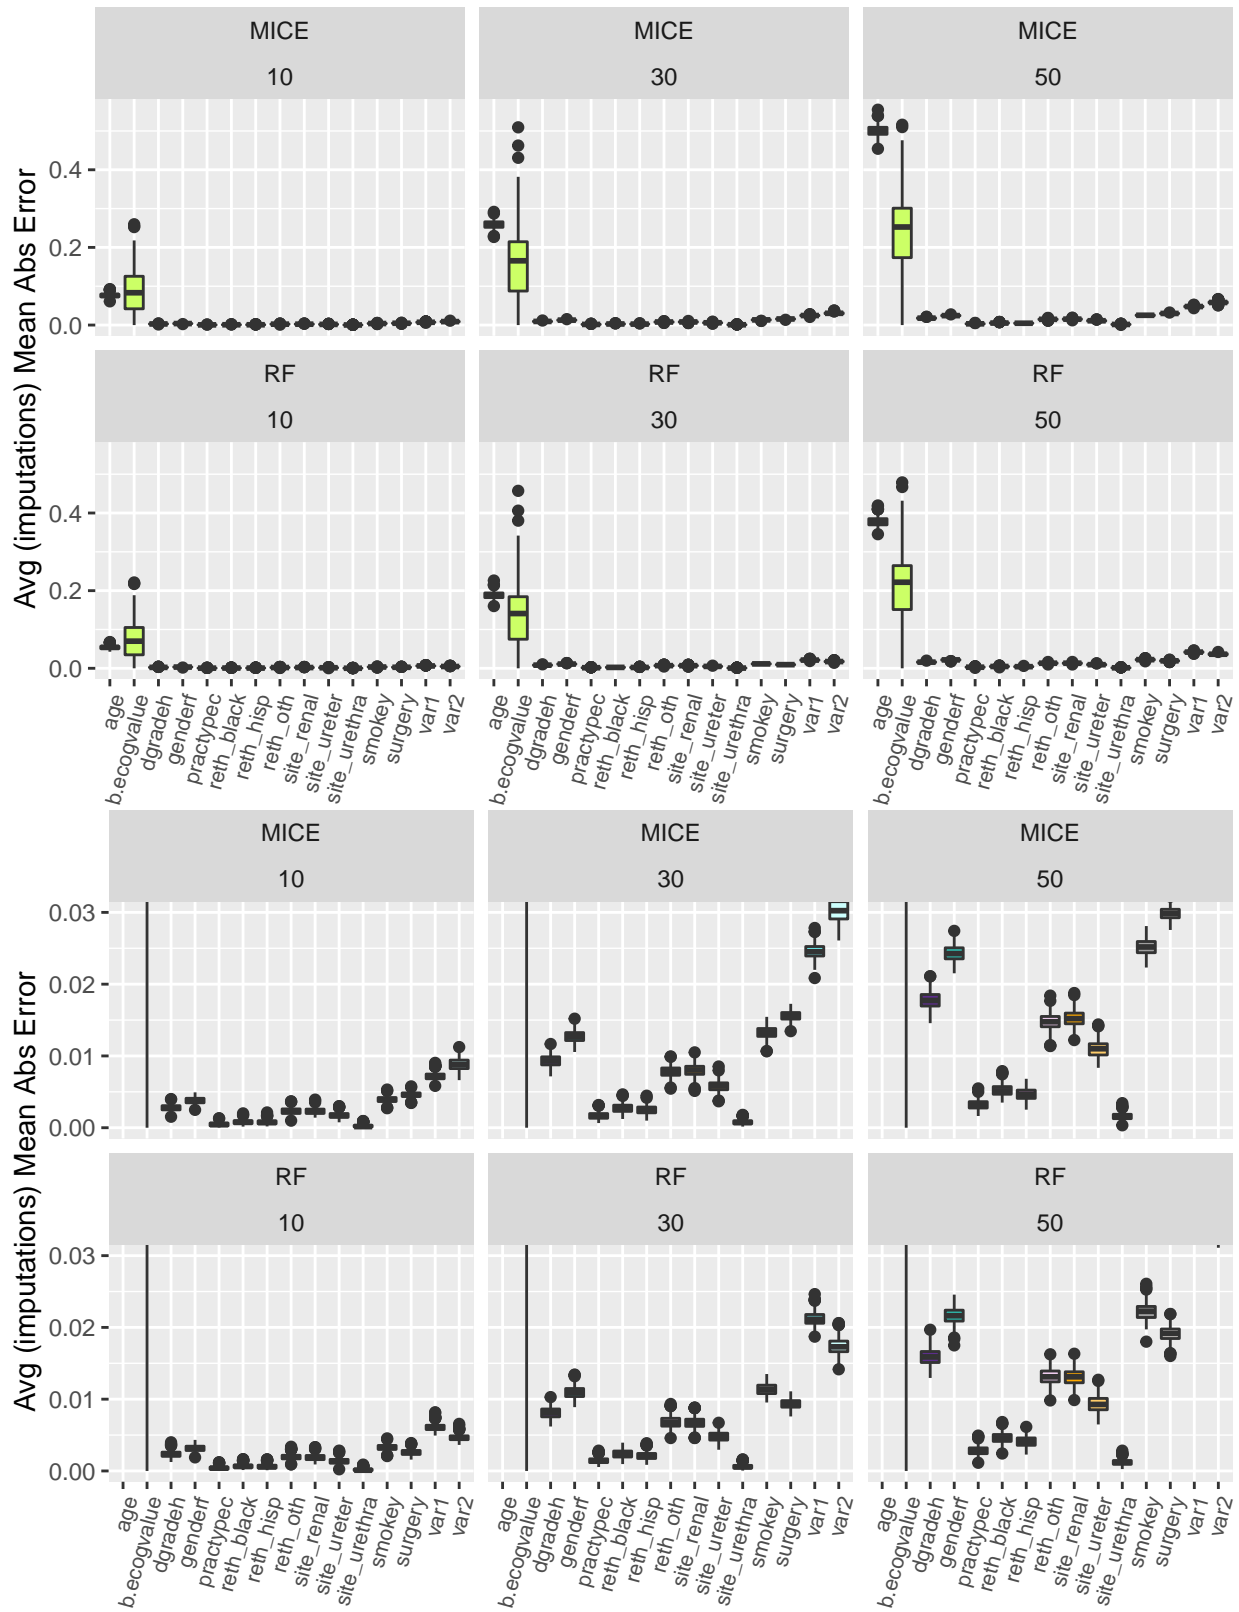 MICE MICE MICE
10 30 50
0.4
0.2
0.0
RF RF RF
10 30 50
0.4
0.2
0.0
Avg (imputations) Mean Abs Error
age b.ecogvalue dgradeh genderf practypec reth_black reth_hisp reth_oth site_renal site_ureter site_urethra smokey surgery var1 var2
age b.ecogvalue dgradeh genderf practypec reth_black reth_hisp reth_oth site_renal site_ureter site_urethra smokey surgery var1 var2
age b.ecogvalue dgradeh genderf practypec reth_black reth_hisp reth_oth site_renal site_ureter site_urethra smokey surgery var1 var2
MICE MICE MICE
10 30 50
0.03
0.02
0.01
0.00
RF RF RF
10 30 50
0.03
0.02
0.01
0.00
Avg (imputations) Mean Abs Error
age b.ecogvalue dgradeh genderf practypec reth_black reth_hisp reth_oth site_renal site_ureter site_urethra smokey surgery var1 var2
age b.ecogvalue dgradeh genderf practypec reth_black reth_hisp reth_oth site_renal site_ureter site_urethra smokey surgery var1 var2
age b.ecogvalue dgradeh genderf practypec reth_black reth_hisp reth_oth site_renal site_ureter site_urethra smokey surgery var1 var2